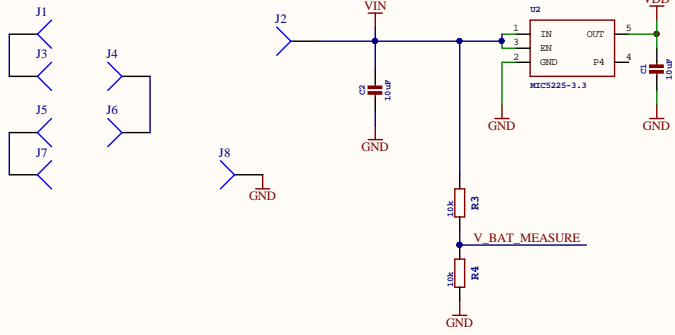 U2
VDD
VIN
J1
J2
1 IN OUT 5
3 EN
J3 J4
2 GND P4 4
C1 10uF
MIC5225-3.3
C2 10uF
J5 J6
GND GND
GND
J7 J8
GND
10k R3
V_BAT_MEASURE
10k R4
GND